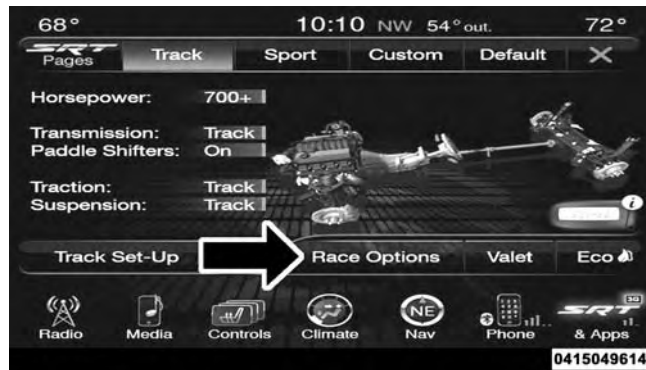 68° 10:10 NW 54° out. 72°
SRT Pages Track Sport Custom Default
Horsepower: 700+
Transmission: Track
Paddle Shifters: On
Traction: Track
Suspension: Track
i
Track Set-Up Race Options Valet Eco
NE
3G
SRT
Radio Media Controls Climate Nav Phone & Apps
0415049614